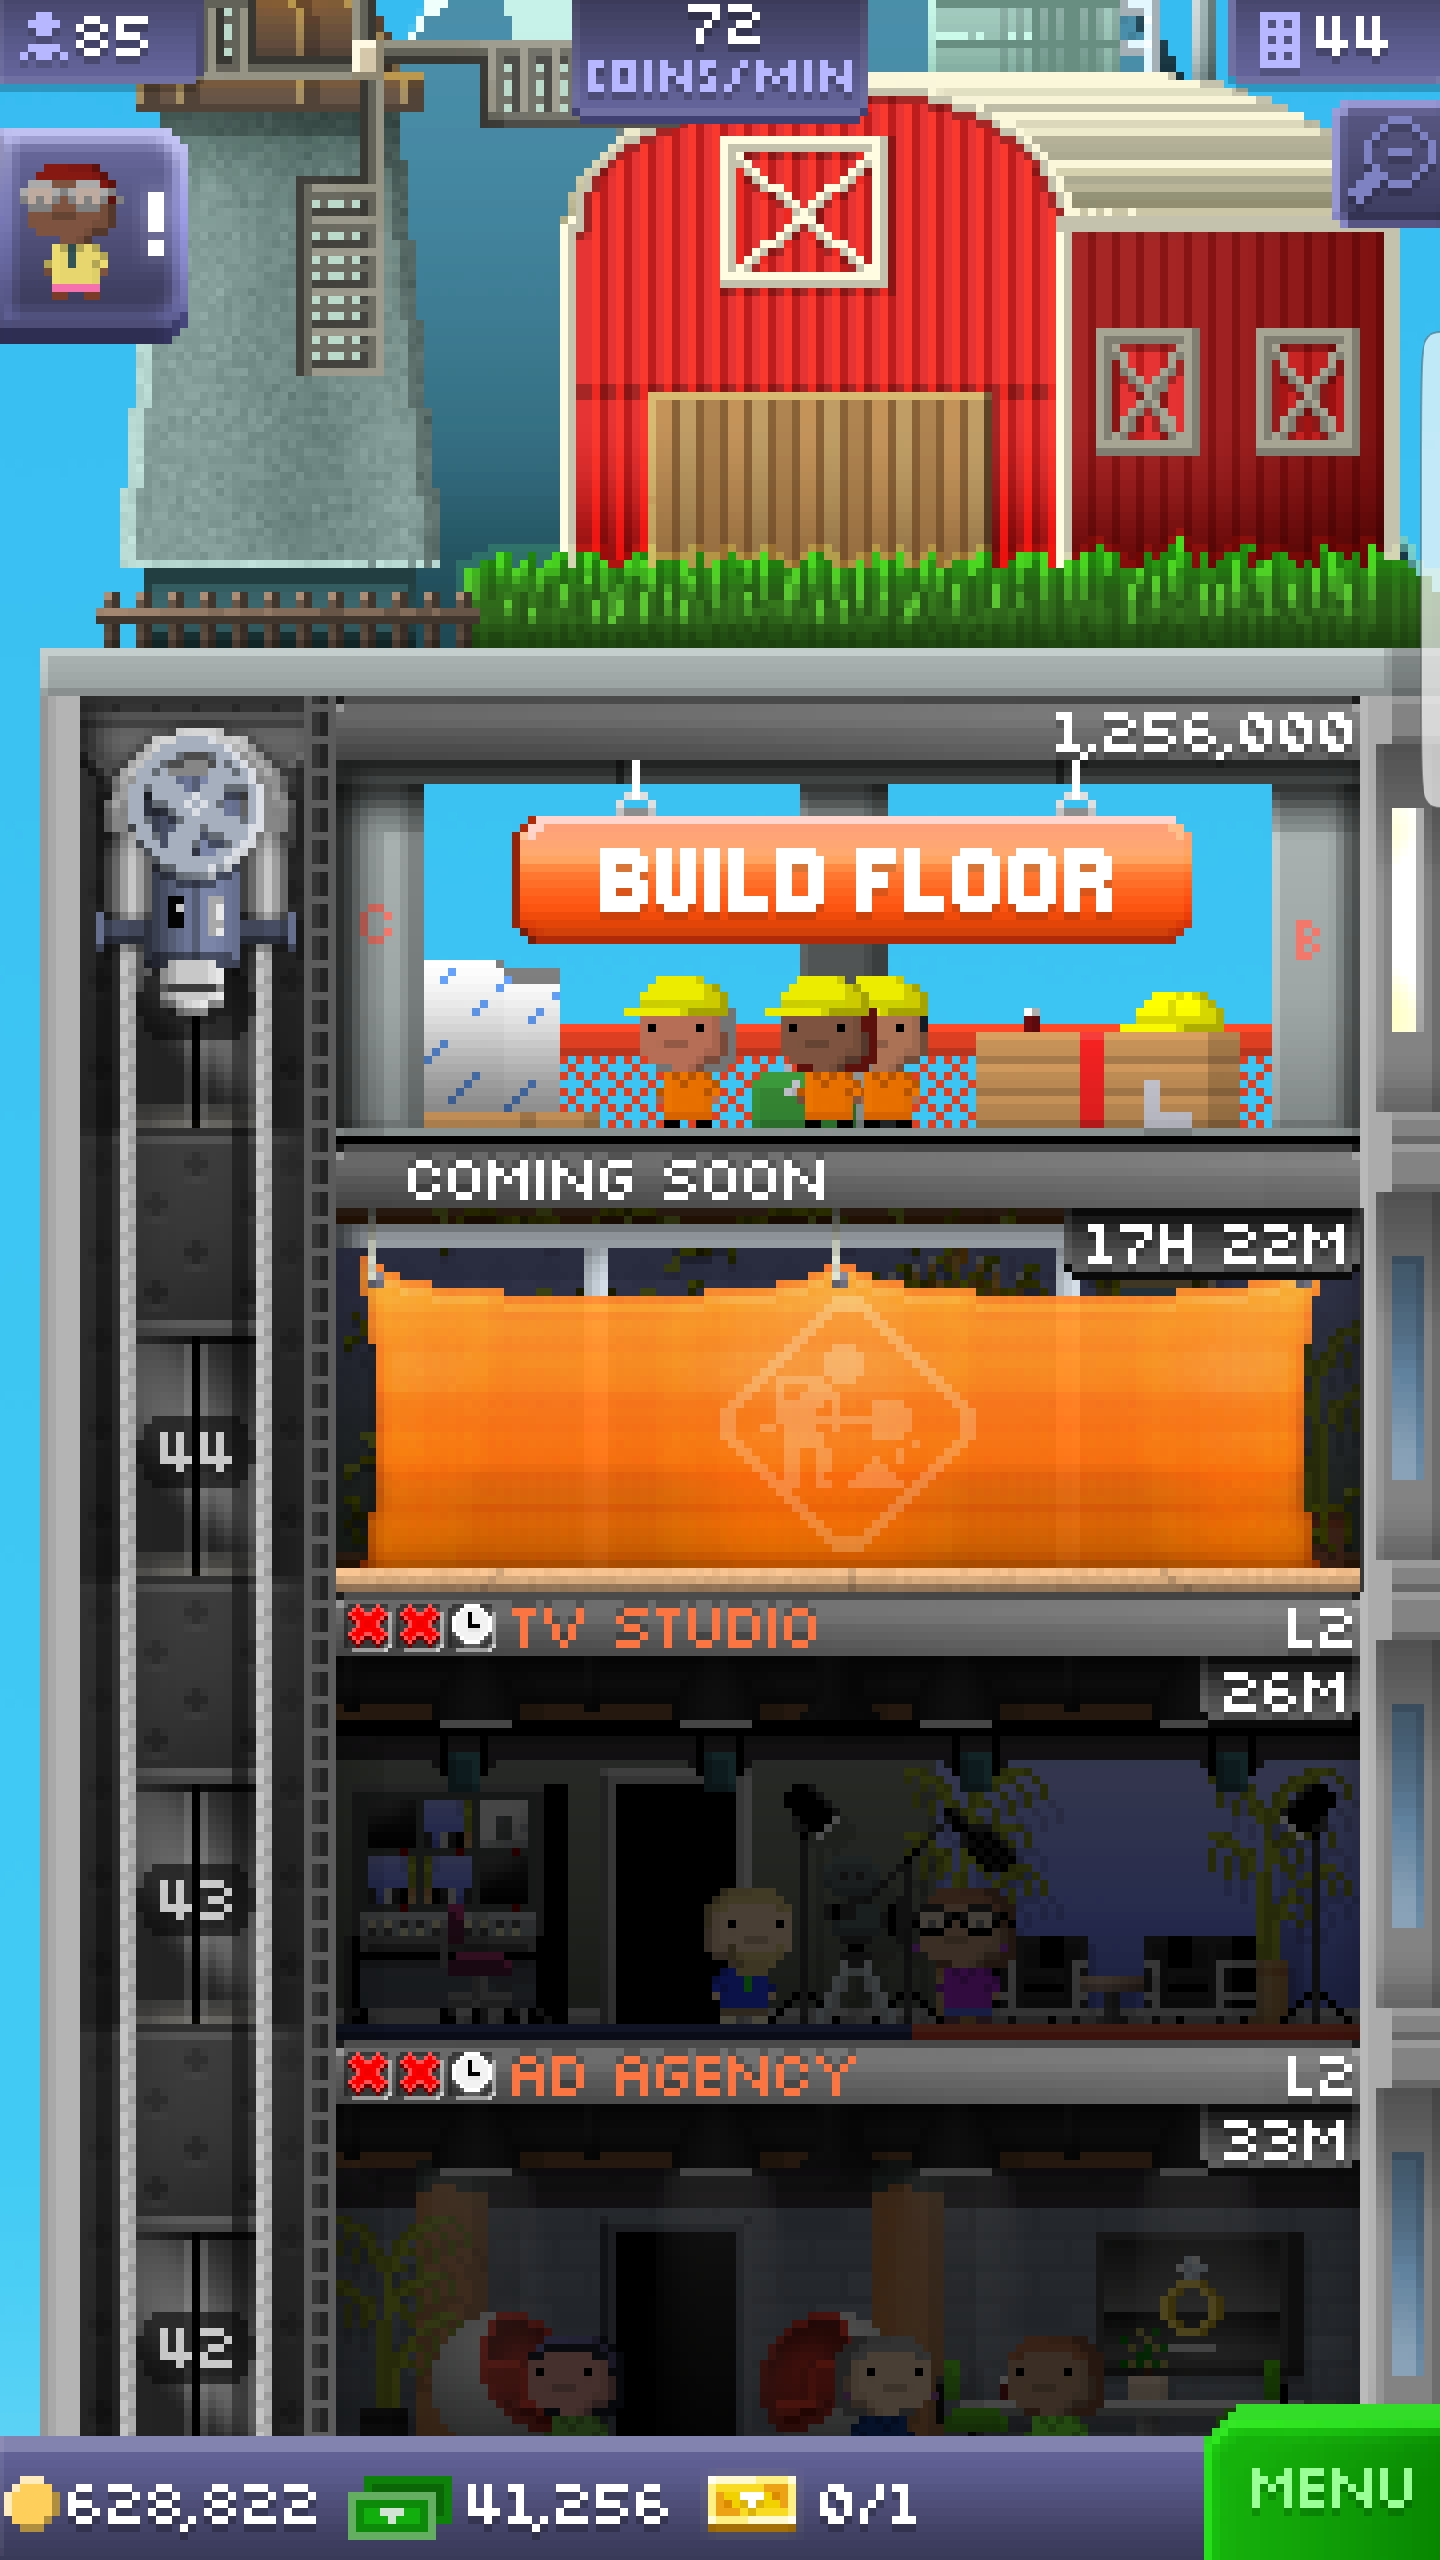 85
72
COINS/MIN
44
!
1,256,000
BUILD FLOOR
C
B
COMING SOON
17H 22M
44
TV STUDIO L2
26M
43
AD AGENCY L2
33M
42
628,822 41,256 0/1
MENU